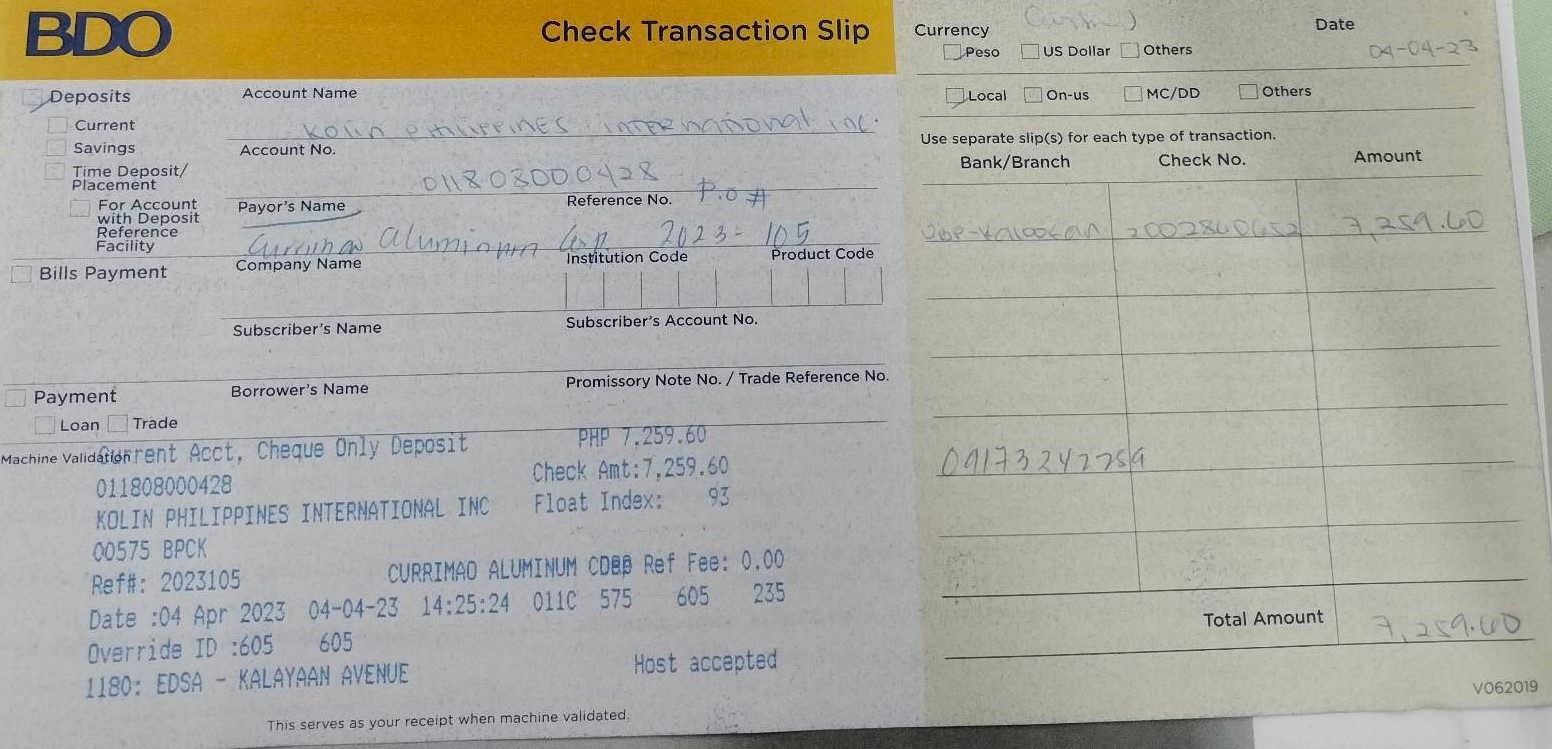 BDO
Check Transaction Slip
Deposits
Current
Savings
Time Deposit/
Placement
For Account
with Deposit
Reference
Facility
Bills Payment
Payment
Loan Trade
Account Name
Kolin Philippines international inc.
Account No.
011808000428
Payor's Name Reference No. P.O #
Currimao Aluminum Corp. 2023-105
Company Name Institution Code Product Code
Subscriber's Name Subscriber's Account No.
Borrower's Name Promissory Note No. / Trade Reference No.
Machine Validation
Current Acct, Cheque Only Deposit PHP 7,259.60
011808000428 Check Amt:7,259.60
KOLIN PHILIPPINES INTERNATIONAL INC Float Index: 93
00575 BPCK
Ref#: 2023105 CURRIMAO ALUMINUM Ref Fee: 0.00
Date :04 Apr 2023 04-04-23 14:25:24 011C 575 605 235
Override ID :605 605
1180: EDSA - KALAYAAN AVENUE Host accepted
This serves as your receipt when machine validated.
Currency Date
Peso US Dollar Others 04-04-23
Local On-us MC/DD Others
Use separate slip(s) for each type of transaction.
Bank/Branch Check No. Amount
7,259.60
Total Amount 7,259.60
V062019